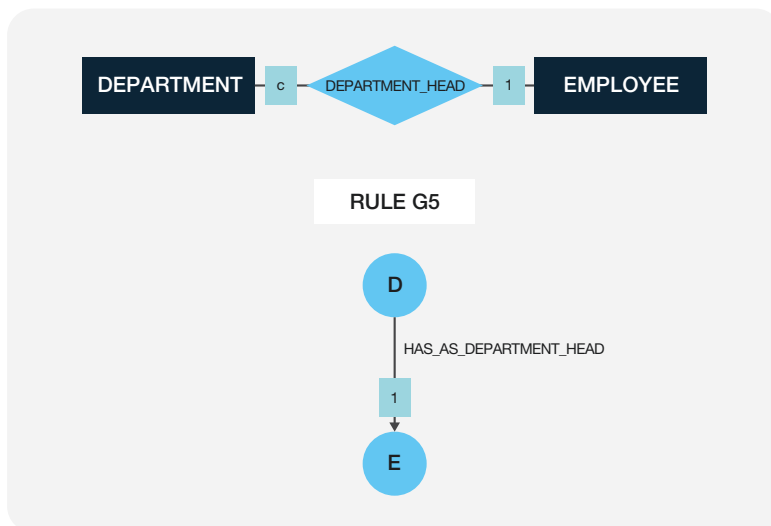 DEPARTMENT c DEPARTMENT_HEAD 1 EMPLOYEE
RULE G5
D
HAS_AS_DEPARTMENT_HEAD
1
E